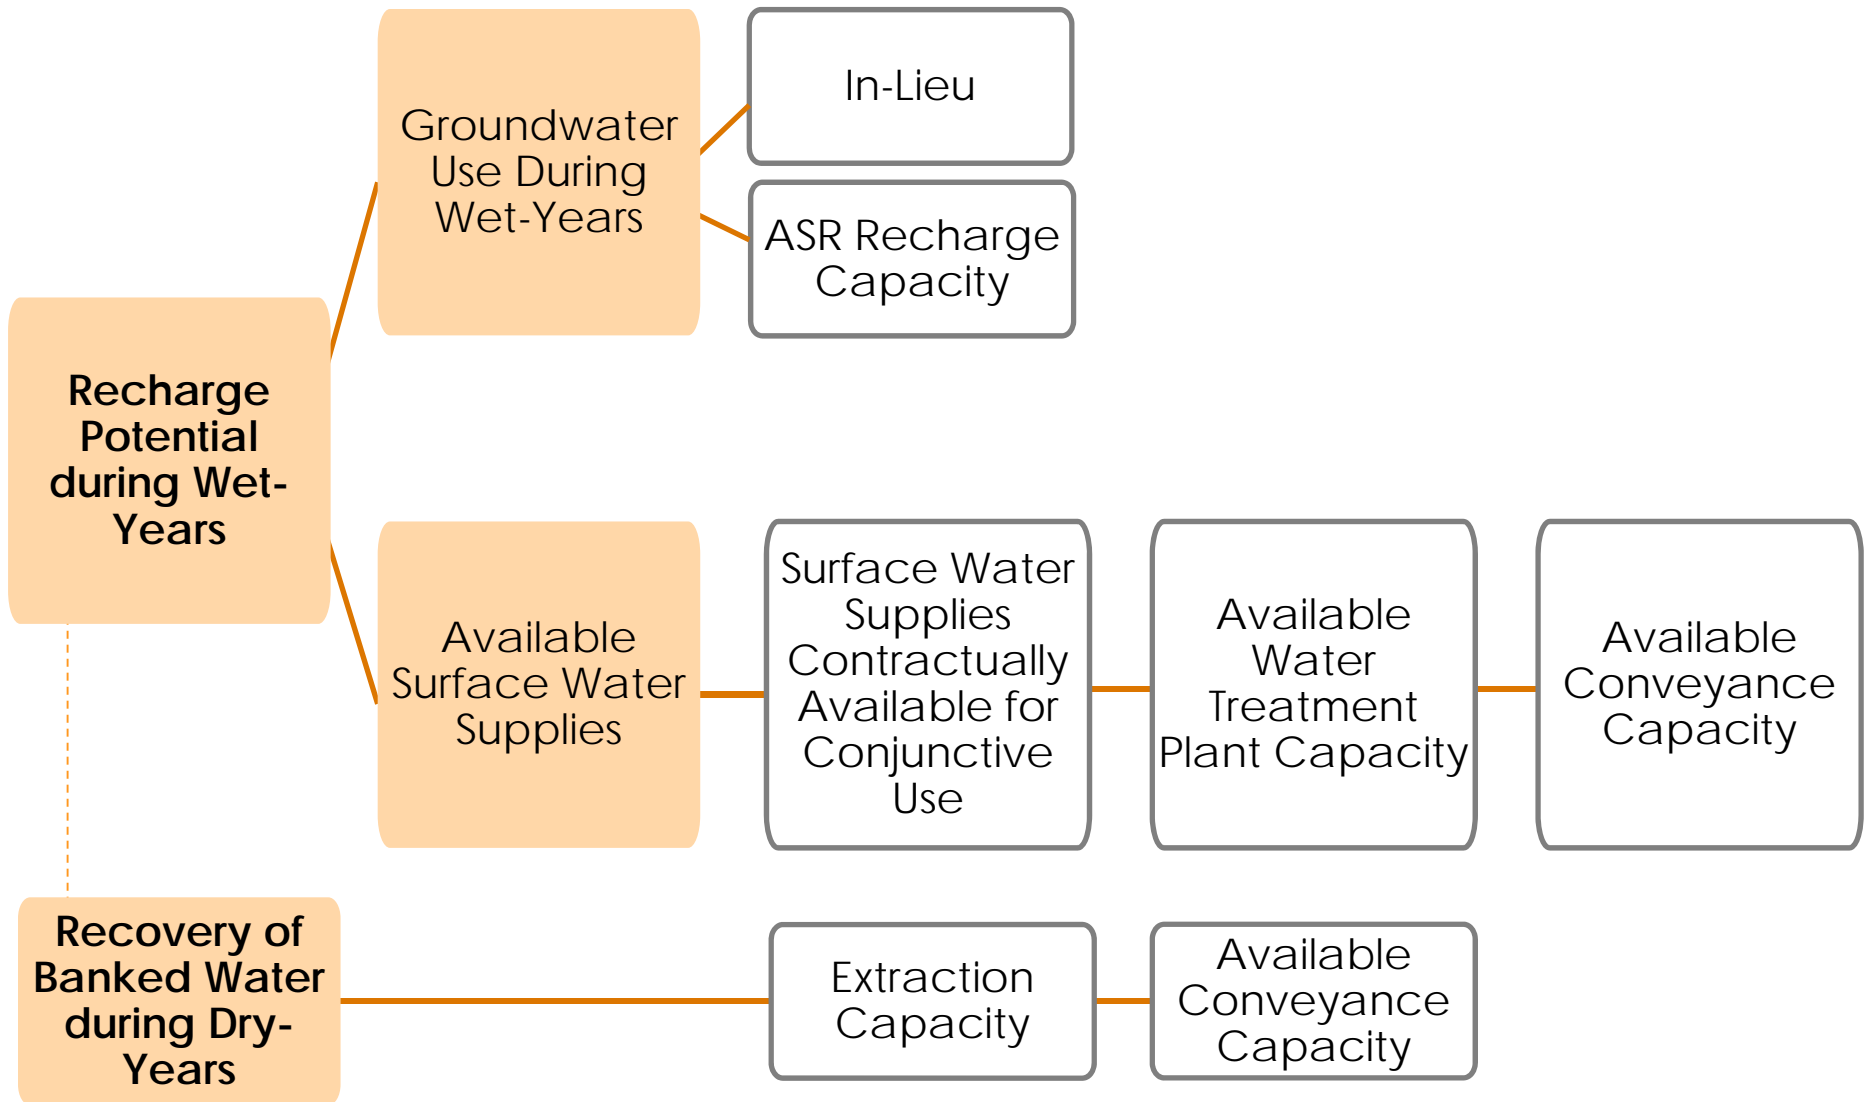 Groundwater
Use During
Wet-Years
In-Lieu
ASR Recharge
Capacity
Recharge
Potential
during Wet-
Years
Available
Surface Water
Supplies
Surface Water
Supplies
Contractually
Available for
Conjunctive
Use
Available
Water
Treatment
Plant Capacity
Available
Conveyance
Capacity
Recovery of
Banked Water
during Dry-
Years
Extraction
Capacity
Available
Conveyance
Capacity